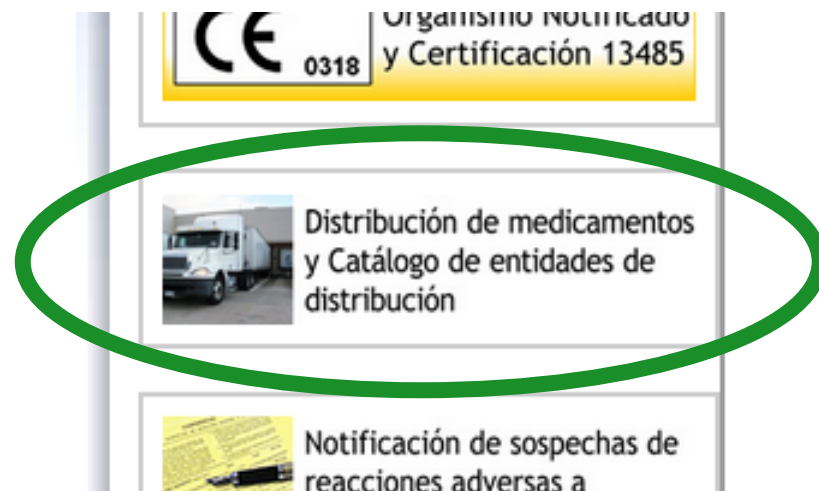 Organismo Notificado
CE 0318
y Certificación 13485
Distribución de medicamentos
y Catálogo de entidades de
distribución
Notificación de sospechas de
reacciones adversas a